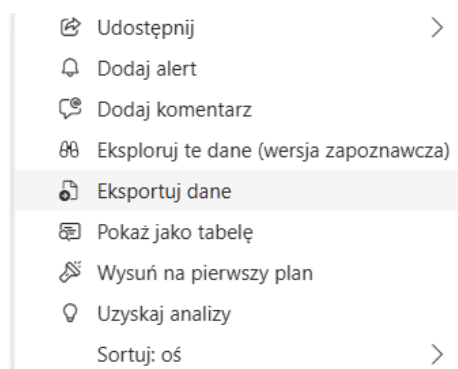 Udostępnij
Dodaj alert
Dodaj komentarz
Eksploruj te dane (wersja zapoznawcza)
Eksportuj dane
Pokaż jako tabelę
Wysuń na pierwszy plan
Uzyskaj analizy
Sortuj: oś